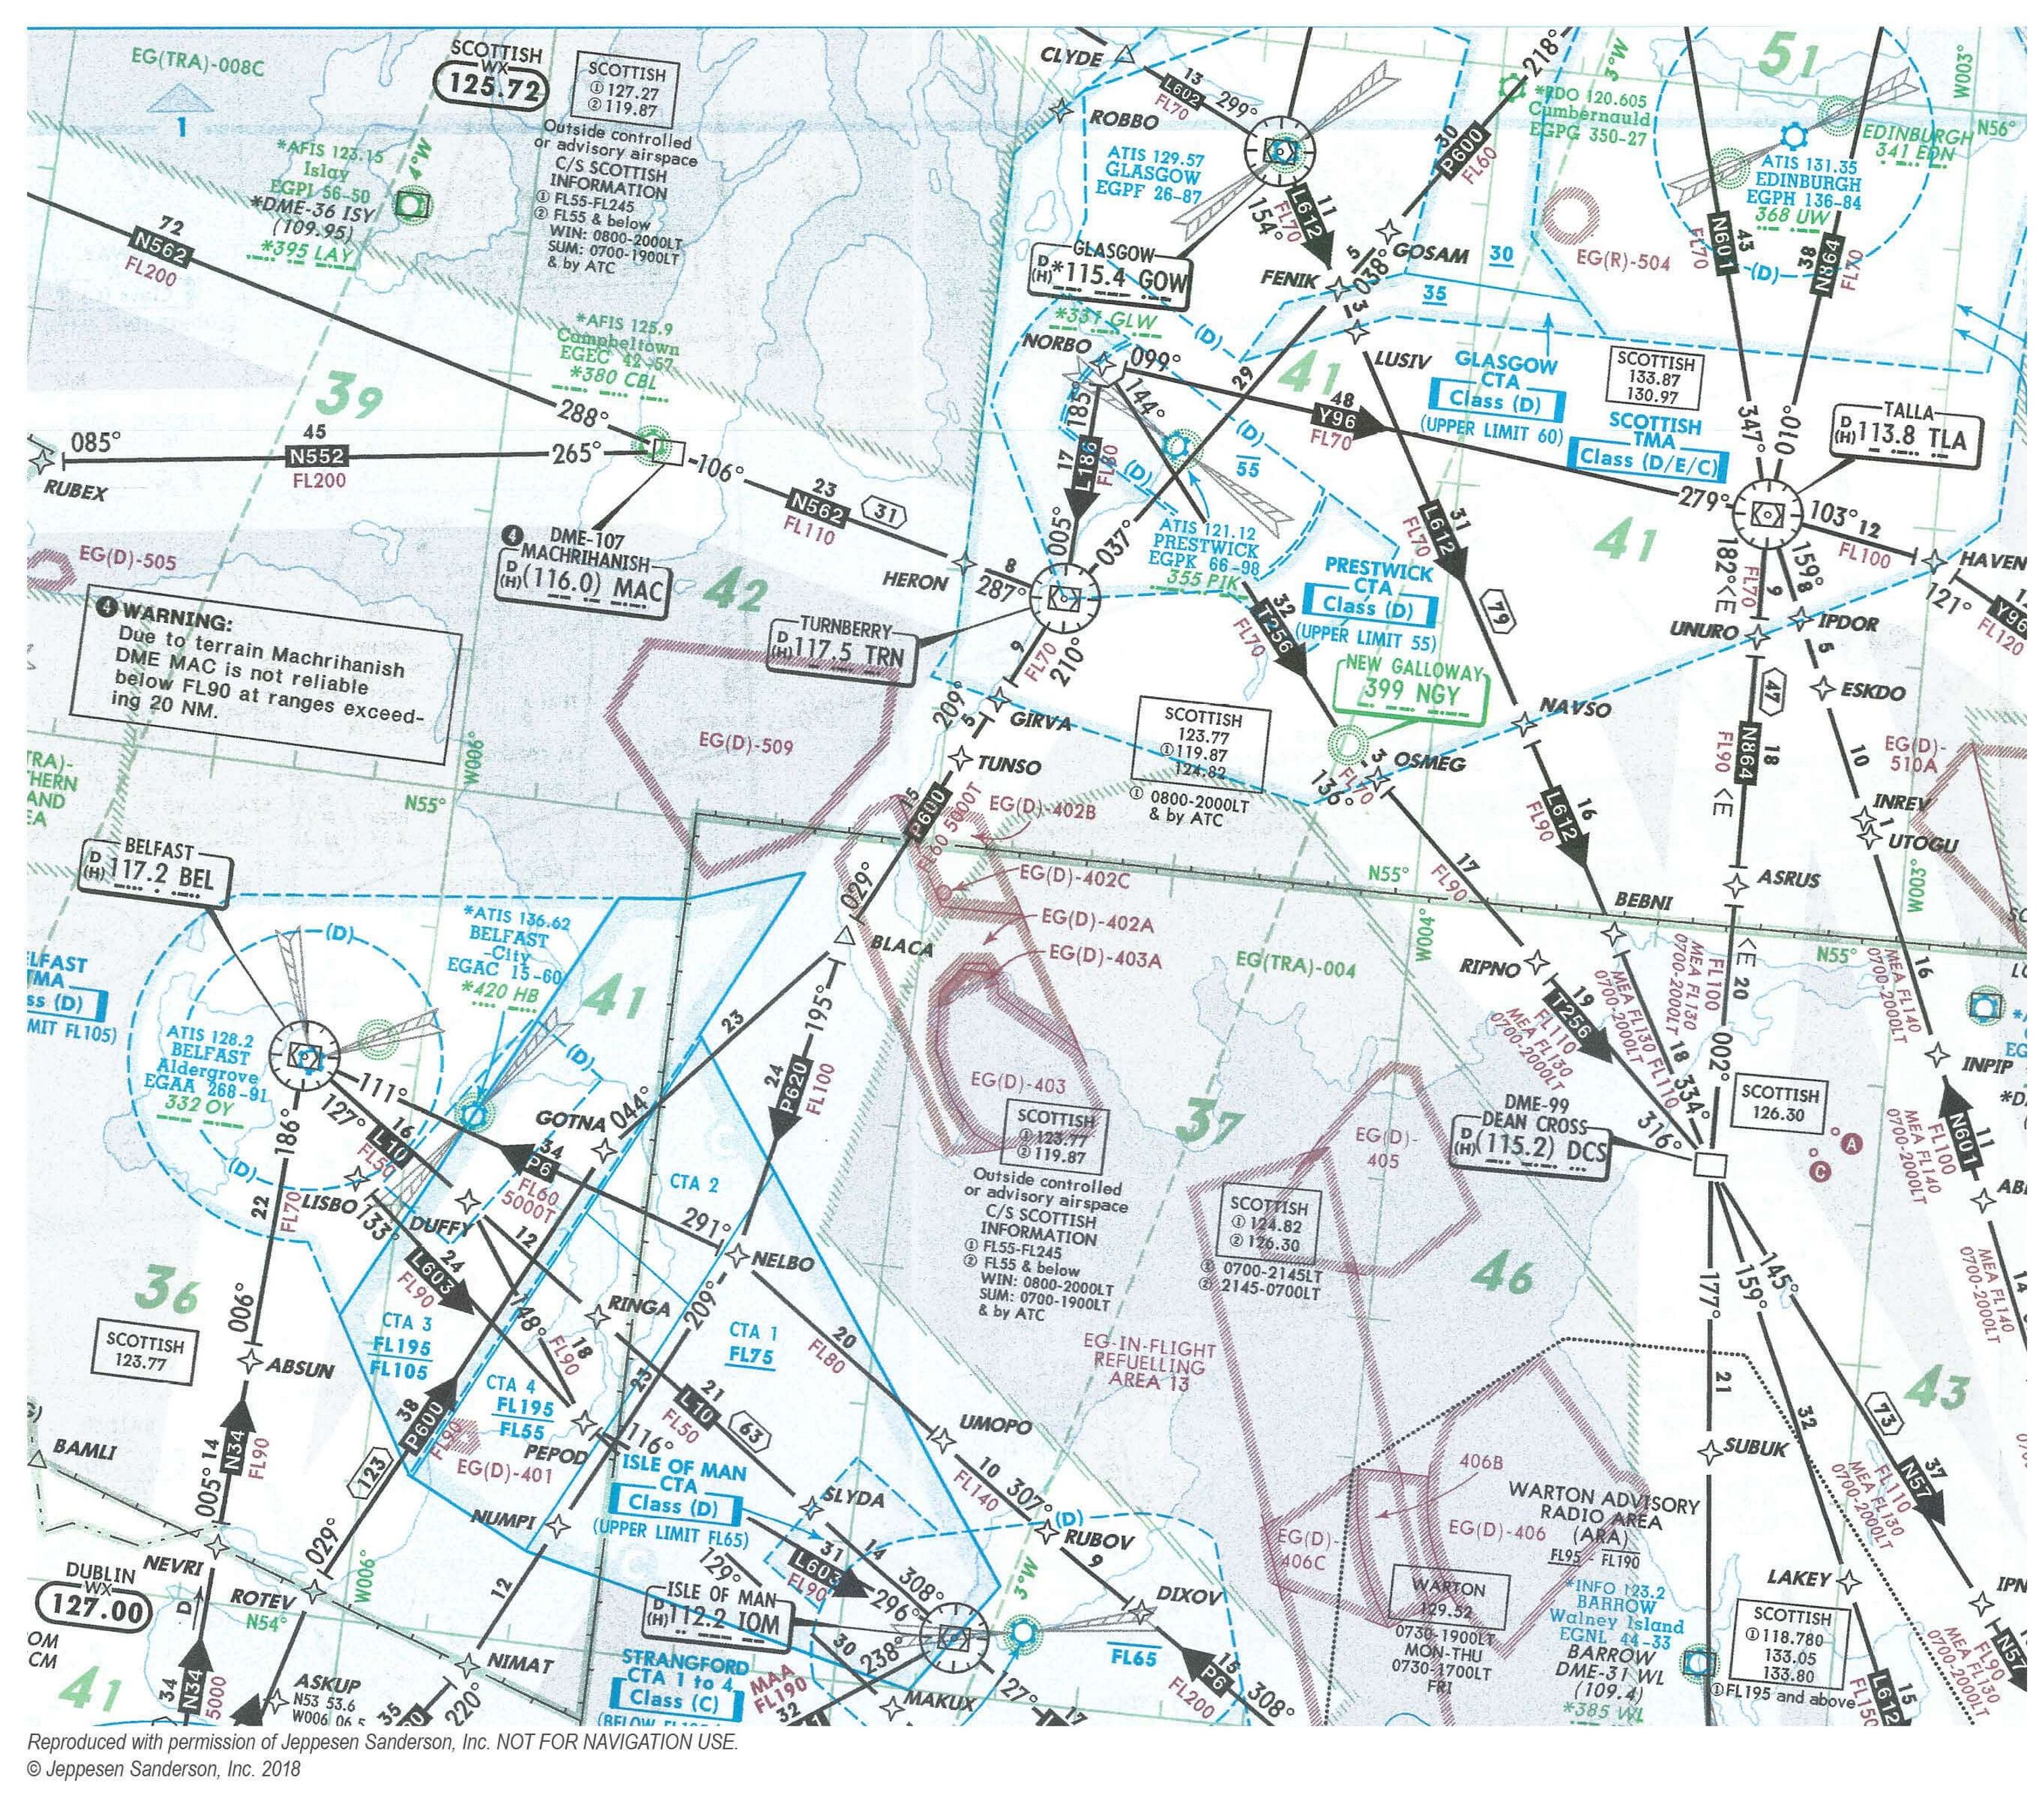 EG(TRA)-008C
1
SCOTTISH
WX
125.72
SCOTTISH
① 127.27
② 119.87
Outside controlled
or advisory airspace
C/S SCOTTISH
INFORMATION
① FL55-FL245
② FL55 & below
WIN: 0800-2000LT
SUM: 0700-1900LT
& by ATC
*AFIS 123.15
Islay
EGPI 56-50
*DME-36 ISY
(109.95)
*395 LAY
4°W
72
N562
FL200
*AFIS 125.9
Campbeltown
EGEC 42-57
*380 CBL
39
288°
085°
45
N552
FL200
265°
RUBEX
106°
23
N562
31
FL110
HERON
8
287°
4
DME-107
MACHRIHANISH
D
(H)
(116.0) MAC
42
EG(D)-505
4 WARNING:
Due to terrain Machrihanish
DME MAC is not reliable
below FL90 at ranges exceed-
ing 20 NM.
TURNBERRY
D
(H)
117.5 TRN
CLYDE
13
L602
FL70
299°
ROBBO
ATIS 129.57
GLASGOW
EGPF 26-87
11
L612
FL70
154°
GLASGOW
D
(H)
*115.4 GOW
*331 GLW
NORBO
099°
144°
185°
17
L186
FL80
005°
037°
218°
30
P600
FL60
3°W
*RDO 120.605
Cumbernauld
EGPG 350-27
GOSAM
5
038°
FENIK
13
LUSIV
29
30
35
EG(R)-504
51
W003°
N56°
EDINBURGH
341 EDN
ATIS 131.35
EDINBURGH
EGPH 136-84
368 UW
43
N601
FL70
38
N864
FL70
(D)
347°
010°
(D)
(D)
(D)
41
48
Y96
FL70
GLASGOW
CTA
Class (D)
(UPPER LIMIT 60)
SCOTTISH
133.87
130.97
SCOTTISH
TMA
Class (D/E/C)
TALLA
D
(H)
113.8 TLA
279°
103°
12
FL100
HAVEN
121°
Y96
FL120
55
ATIS 121.12
PRESTWICK
EGPK 66-98
355 PIK
PRESTWICK
CTA
Class (D)
(UPPER LIMIT 55)
31
L612
FL70
79
41
32
T256
FL70
NEW GALLOWAY
399 NGY
182°<E
FL70
9
159°
8
UNURO
IPDOR
5
ESKDO
47
18
N864
FL90 <E
10
INREV
1
UTOGU
EG(D)-
510A
W003°
NAVSO
3
OSMEG
FL70
136°
9
FL70
210°
209°
GIRVA
5
TUNSO
15
P600
FL60 5000T
SCOTTISH
123.77
①119.87
124.82
① 0800-2000LT
& by ATC
EG(D)-509
W006°
N55°
EG(D)-402B
EG(D)-402C
EG(D)-402A
EG(D)-403A
EG(D)-403
029°
BLACA
16
L612
FL90
17
FL90
N55°
W004°
BEBNI
ASRUS
N55°
EG(TRA)-004
RIPNO
19
T256
FL110
MEA FL130
0700-2000LT
MEA FL130
0700-2000LT
FL110
18
334°
FL100
MEA FL130
0700-2000LT
<E
20
002°
16
MEA FL140
0700-2000LT
INPIP
SCOTTISH
126.30
A
C
DME-99
DEAN CROSS
D
(H)
(115.2) DCS
316°
11
N601
FL100
MEA FL140
0700-2000LT
BELFAST
D
(H)
117.2 BEL
(D)
*ATIS 136.62
BELFAST
-City
EGAC 15-60
*420 HB
41
LFAST
TMA
ss (D)
MIT FL105)
ATIS 128.2
BELFAST
Aldergrove
EGAA 268-91
332 OY
(D)
(D)
111°
127°
16
L10
FL50
186°
22
FL70
LISBO
133°
DUFFY
24
L603
FL90
34
P6
FL60
5000T
GOTNA
044°
23
195°
24
P620
FL100
CTA 2
291°
NELBO
209°
12
RINGA
148°
FL90
18
CTA 3
FL195
FL105
CTA 4
FL195
FL55
CTA 1
FL75
20
FL80
36
SCOTTISH
123.77
006°
ABSUN
14
N34
FL90
005°
BAMLI
38
P600
FL90
123
EG(D)-401
PEPOD
116°
23
21
L10
FL50
63
ISLE OF MAN
CTA
Class (D)
(UPPER LIMIT FL65)
NUMPI
12
NEVRI
029°
ROTEV
W006°
N54°
DUBLIN
WX
127.00
OM
CM
41
34
N34
5000
D
ASKUP
N53 53.6
NIMAT
35
220°
SLYDA
31
L603
FL90
14
308°
296°
129°
ISLE OF MAN
D
(H)
112.2 IOM
30
238°
127°
17
STRANGFORD
CTA 1 to 4
Class (C)
MAA
FL190
32
MAKUX
UMOPO
10
FL140
307°
RUBOV
(D)
9
3°W
DIXOV
FL65
15
P6
FL200
308°
SCOTTISH
① 123.77
② 119.87
Outside controlled
or advisory airspace
C/S SCOTTISH
INFORMATION
① FL55-FL245
② FL55 & below
WIN: 0800-2000LT
SUM: 0700-1900LT
& by ATC
37
EG(D)-
405
SCOTTISH
① 124.82
② 126.30
① 0700-2145LT
② 2145-0700LT
46
EG-IN-FLIGHT
REFUELLING
AREA 13
406B
EG(D)-406
EG(D)-
406C
WARTON ADVISORY
RADIO AREA
(ARA)
FL95 - FL190
WARTON
129.52
0730-1900LT
MON-THU
0730-1700LT
FRI
*INFO 123.2
BARROW
Walney Island
EGNL 44-33
BARROW
DME-31 WL
(109.4)
*385 WL
177°
159°
145°
21
SUBUK
32
73
37
N57
FL110
MEA FL130
0700-2000LT
43
14
MEA FL140
0700-2000LT
LAKEY
SCOTTISH
①118.780
133.05
133.80
①FL195 and above
15
L612
FL150
N57
FL90
MEA FL130
0700-2000LT
Reproduced with permission of Jeppesen Sanderson, Inc. NOT FOR NAVIGATION USE.
© Jeppesen Sanderson, Inc. 2018